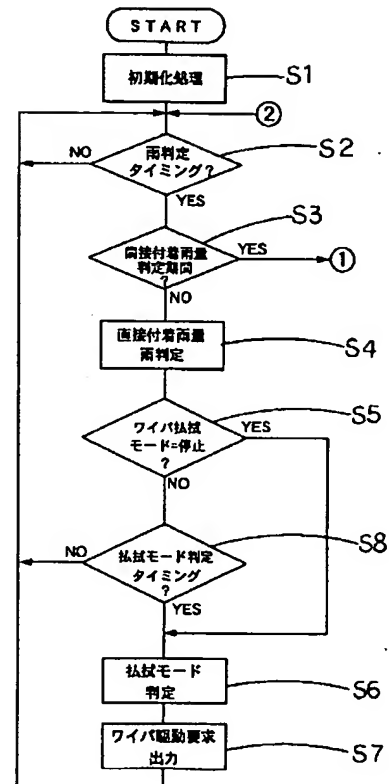 START
初期化処理
S1
②
雨判定
タイミング?
S2
NO
YES
S3
間接付着雨量
判定期間
?
YES
①
NO
直接付着雨量
雨判定
S4
S5
ワイパ払拭
モード=停止
?
YES
NO
S8
払拭モード判定
タイミング
?
NO
YES
払拭モード
判定
S6
ワイパ駆動要求
出力
S7